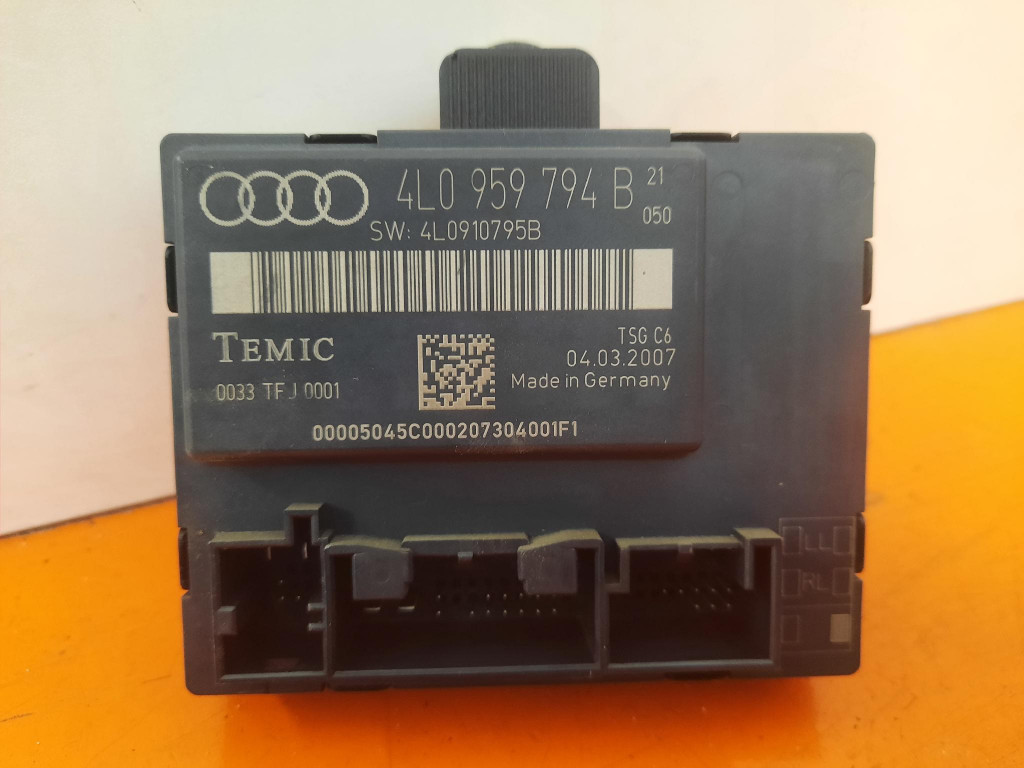 4L0 959 794 B 21
050
SW: 4L0910795B
TEMIC
TSG C6
04.03.2007
0033 TFJ 0001
Made in Germany
00005045C000207304001F1
RL